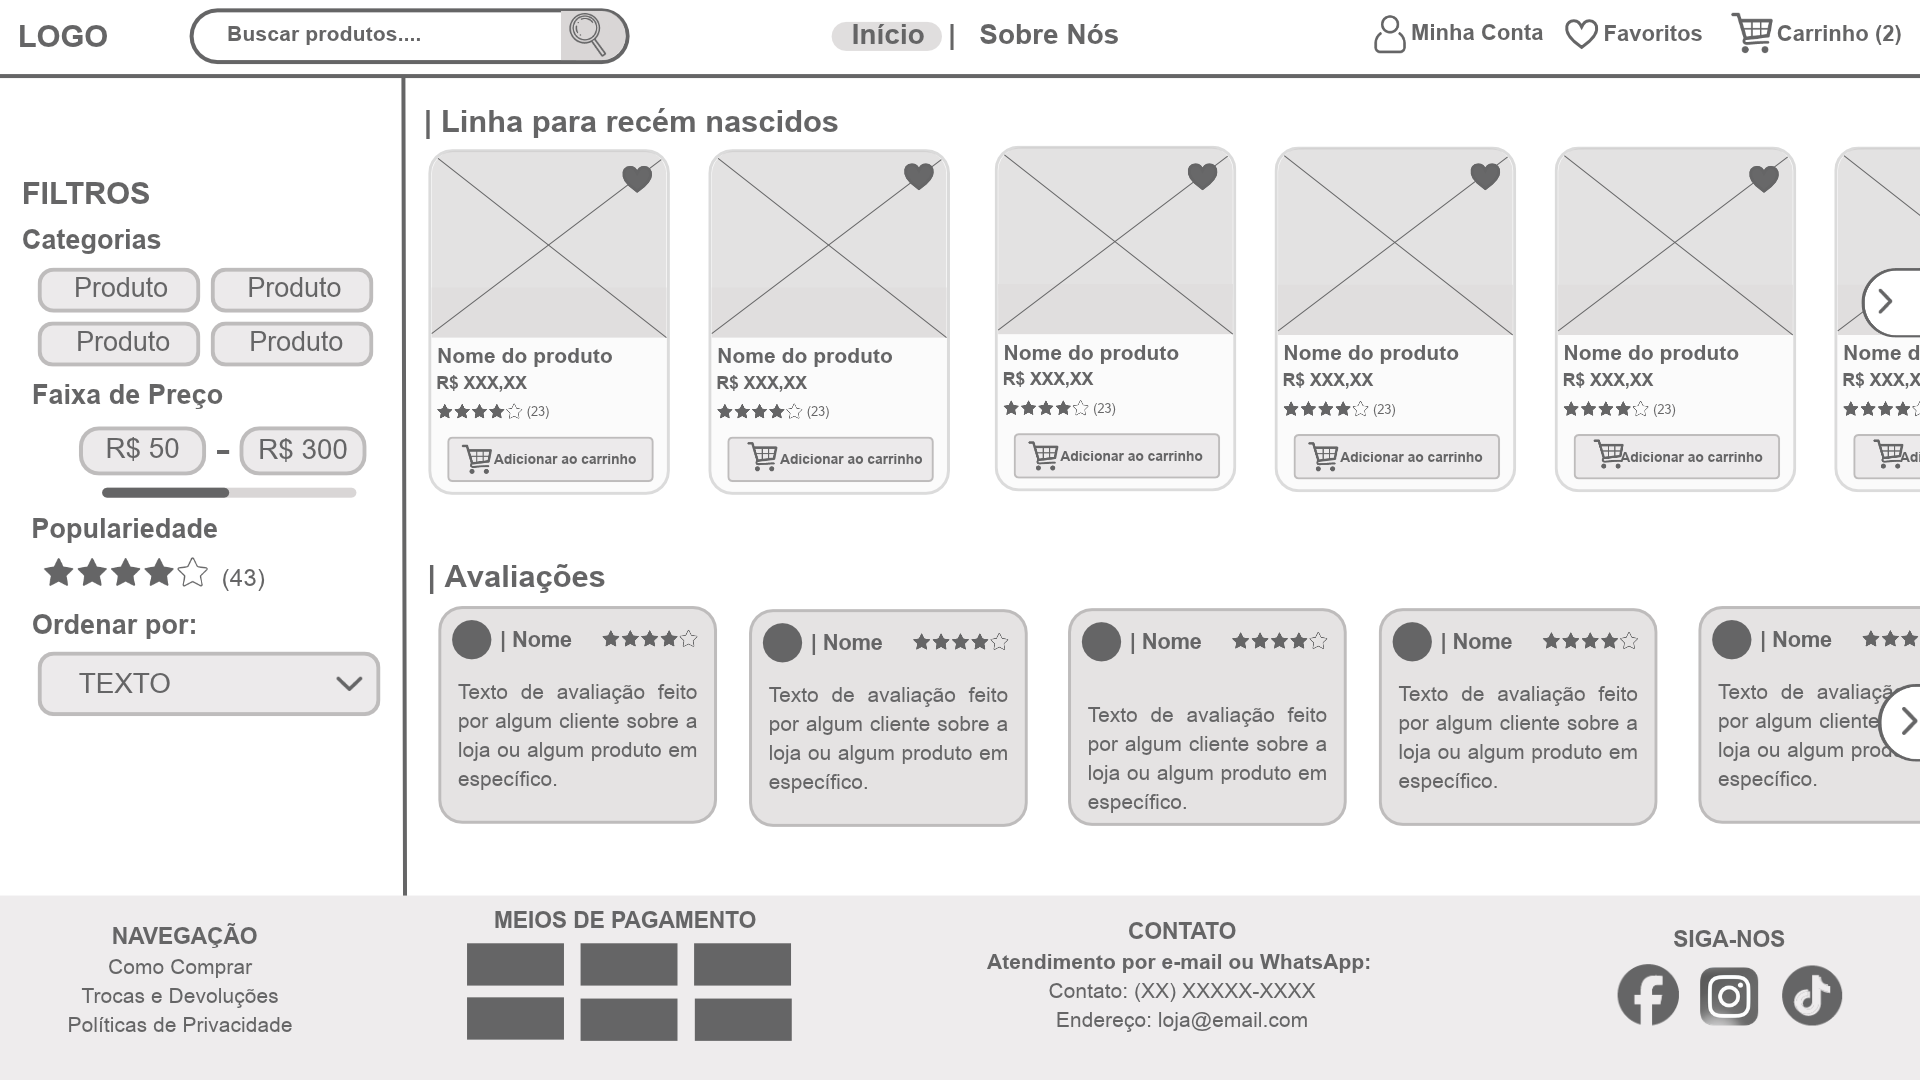 LOGO
Buscar produtos....
Início | Sobre Nós
Minha Conta
Favoritos
Carrinho (2)
FILTROS
Categorias
Produto Produto
Produto Produto
Faixa de Preço
R$ 50 - R$ 300
Populariedade
(43)
Ordenar por:
TEXTO
| Linha para recém nascidos
Nome do produto
R$ XXX,XX
(23)
Adicionar ao carrinho
Nome do produto
R$ XXX,XX
(23)
Adicionar ao carrinho
Nome do produto
R$ XXX,XX
(23)
Adicionar ao carrinho
Nome do produto
R$ XXX,XX
(23)
Adicionar ao carrinho
Nome do produto
R$ XXX,XX
(23)
Adicionar ao carrinho
Nome d
R$ XXX,X
Adi
| Avaliações
| Nome
Texto de avaliação feito
por algum cliente sobre a
loja ou algum produto em
específico.
| Nome
Texto de avaliação feito
por algum cliente sobre a
loja ou algum produto em
específico.
| Nome
Texto de avaliação feito
por algum cliente sobre a
loja ou algum produto em
específico.
| Nome
Texto de avaliação feito
por algum cliente sobre a
loja ou algum produto em
específico.
| Nome
Texto de avaliaçã
por algum cliente
loja ou algum prod
específico.
NAVEGAÇÃO
Como Comprar
Trocas e Devoluções
Políticas de Privacidade
MEIOS DE PAGAMENTO
CONTATO
Atendimento por e-mail ou WhatsApp:
Contato: (XX) XXXXX-XXXX
Endereço: loja@email.com
SIGA-NOS